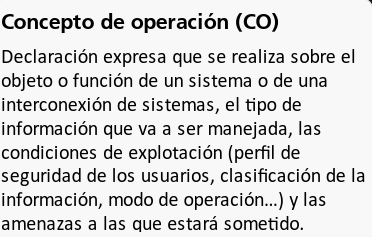 Concepto de operación (CO)
Declaración expresa que se realiza sobre el
objeto o función de un sistema o de una
interconexión de sistemas, el tipo de
información que va a ser manejada, las
condiciones de explotación (perfil de
seguridad de los usuarios, clasificación de la
información, modo de operación…) y las
amenazas a las que estará sometido.